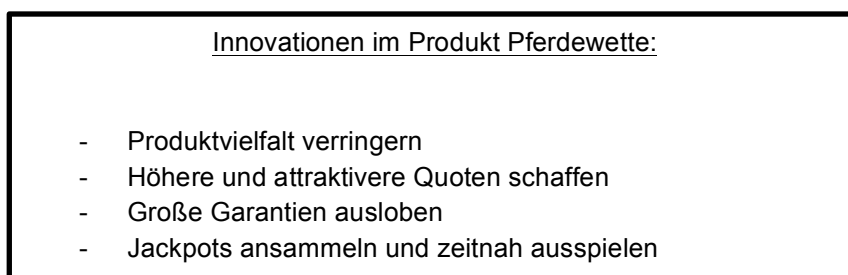 Innovationen im Produkt Pferdewette:
- Produktvielfalt verringern
- Höhere und attraktivere Quoten schaffen
- Große Garantien ausloben
- Jackpots ansammeln und zeitnah ausspielen